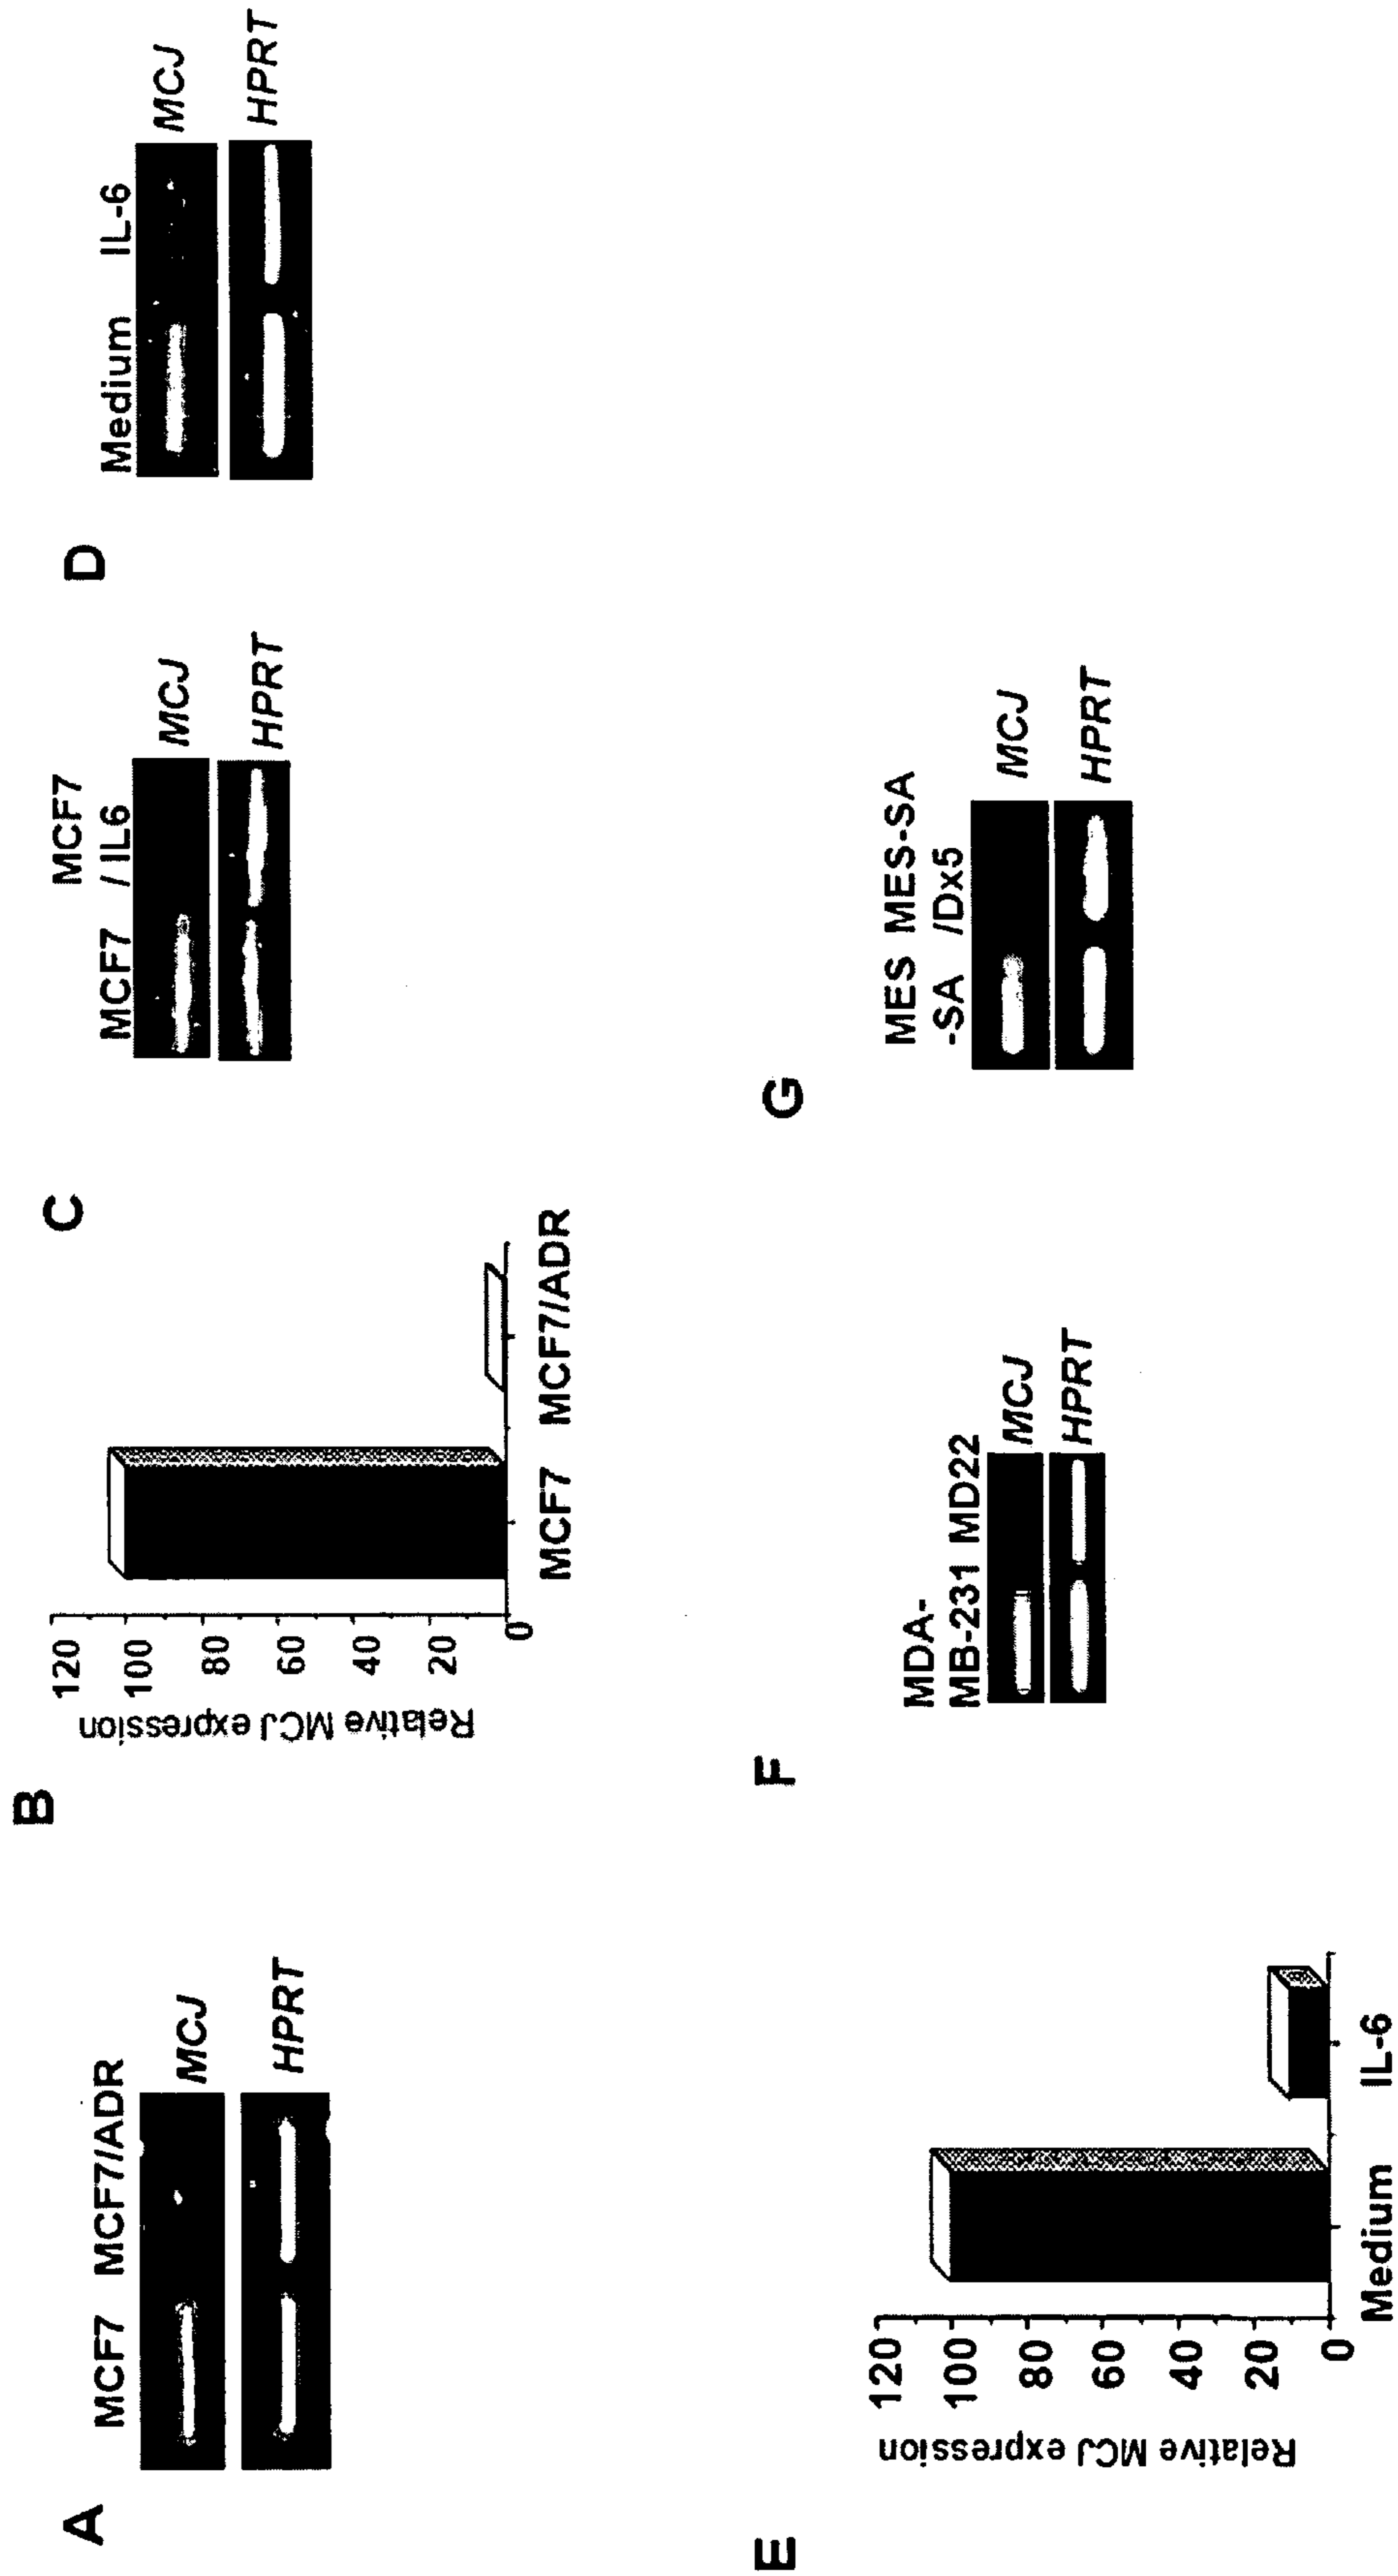 A
MCF7 MCF7/ADR
MCJ
HPRT
B
Relative MCJ expression
120
100
80
60
40
20
0
MCF7 MCF7/ADR
C
MCF7
MCF7 / IL6
MCJ
HPRT
D
Medium IL-6
MCJ
HPRT
E
Relative MCJ expression
120
100
80
60
40
20
0
Medium IL-6
F
MDA-
MB-231 MD22
MCJ
HPRT
G
MES MES-SA
-SA /Dx5
MCJ
HPRT